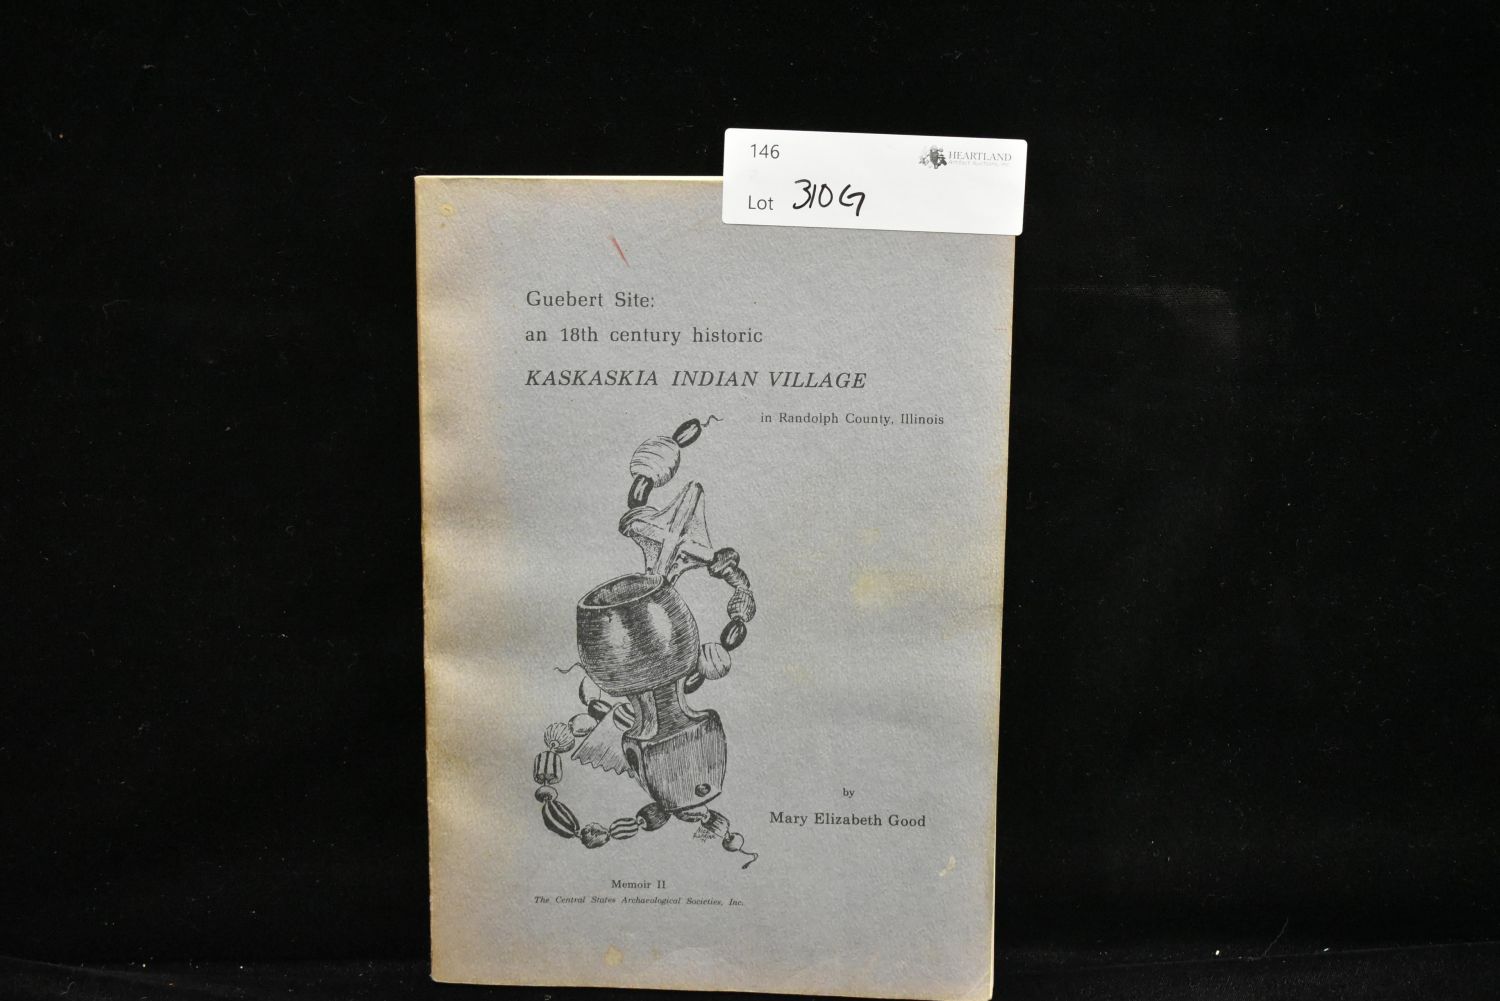 146
HEARTLAND
Lot 310G
Guebert Site:
an 18th century historic
KASKASKIA INDIAN VILLAGE
in Randolph County, Illinois
by
Mary Elizabeth Good
Memoir II
The Central States Archaeological Societies, Inc.